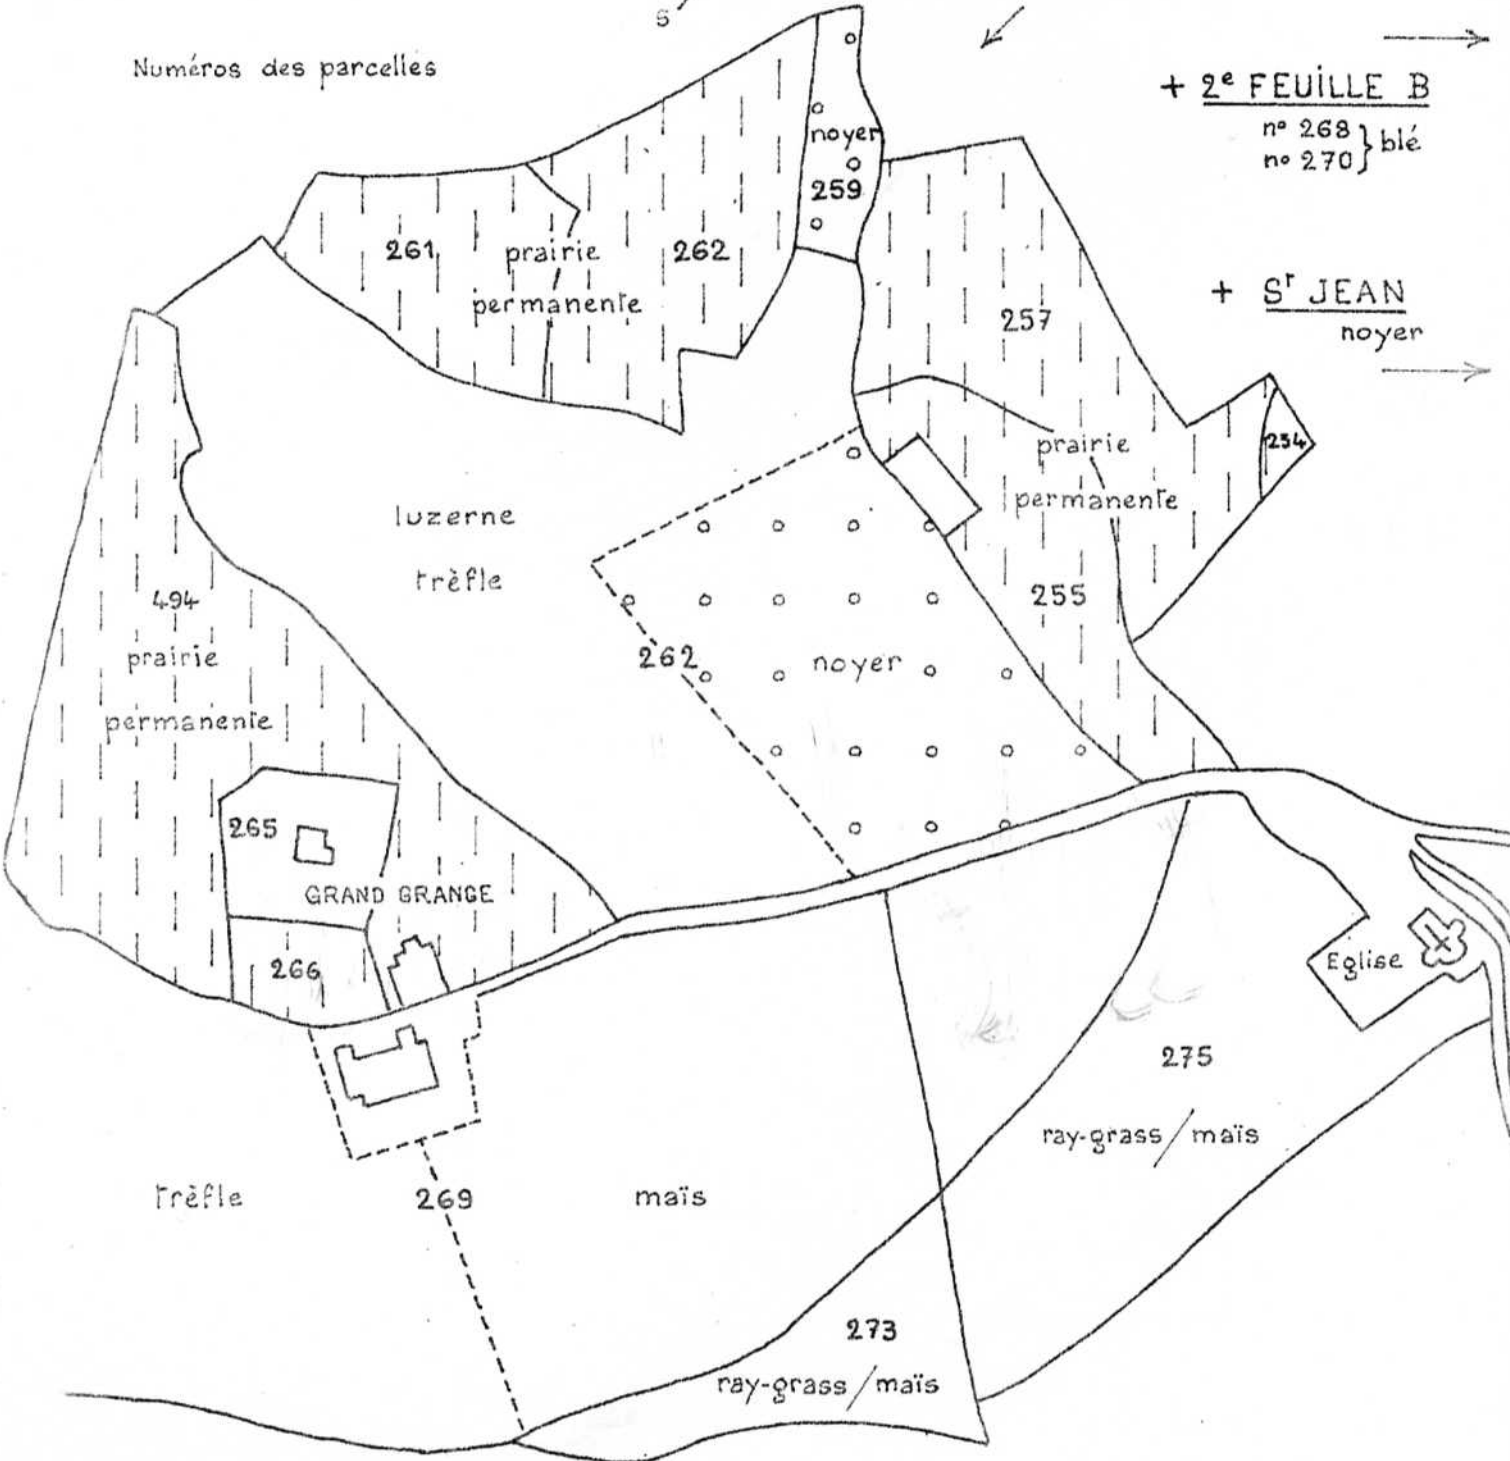 S
Numéros des parcelles
+ 2e FEUILLE B
n° 268
n° 270 } blé
noyer
259
261
prairie
262
permanente
257
+ St JEAN
noyer
prairie
254
permanente
luzerne
trèfle
494
255
prairie
262
noyer
permanente
265
GRAND GRANGE
266
Eglise
275
ray-grass / maïs
trèfle
269
maïs
273
ray-grass / maïs